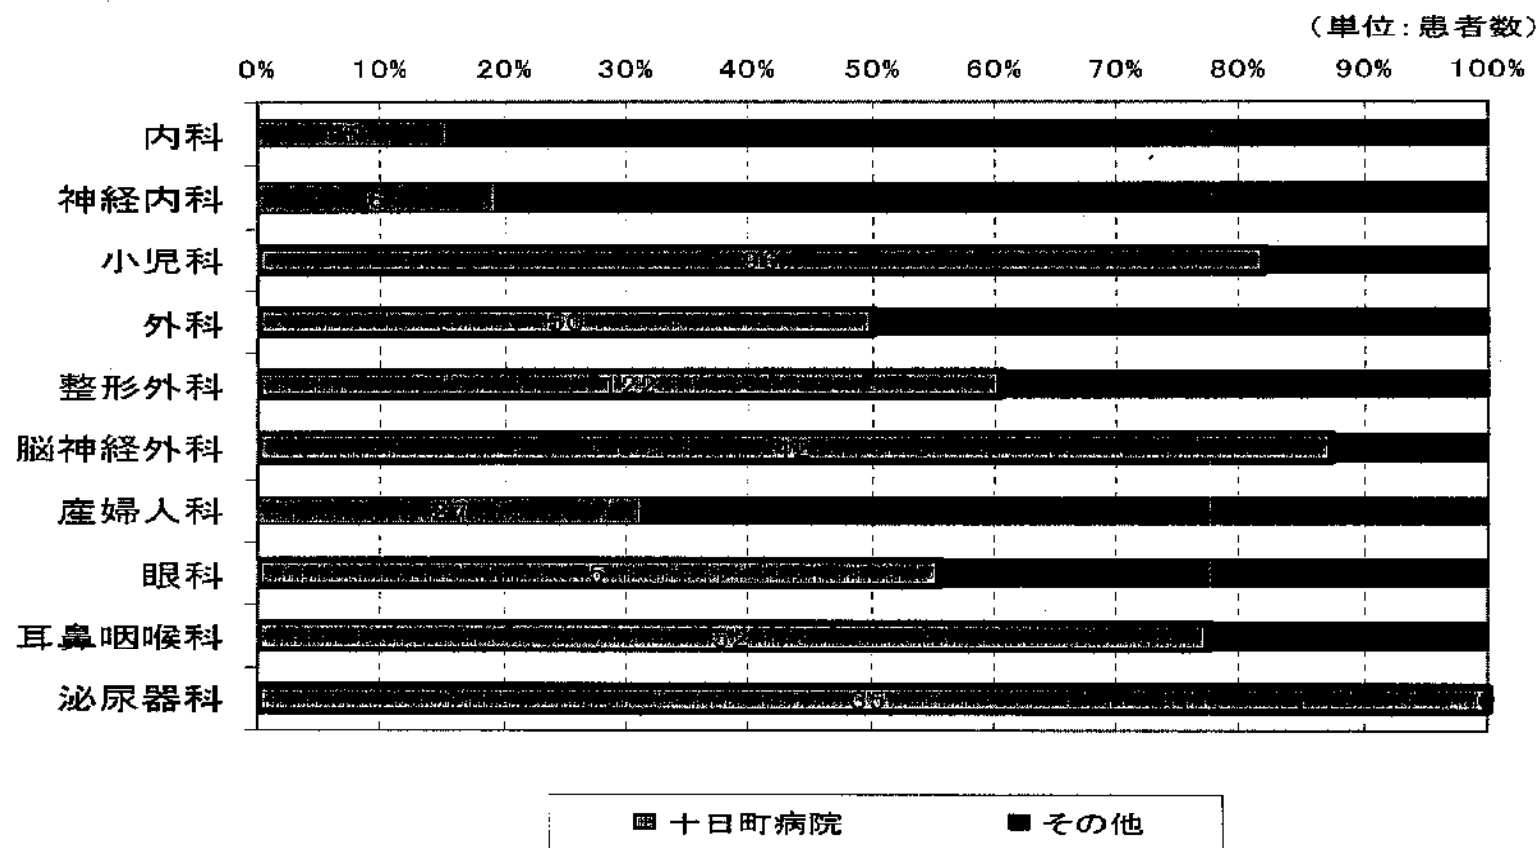 （単位：患者数）
0% 10% 20% 30% 40% 50% 60% 70% 80% 90% 100%
内科
神経内科
小児科
外科
整形外科
脳神経外科
産婦人科
眼科
耳鼻咽喉科
泌尿器科
十日町病院 その他